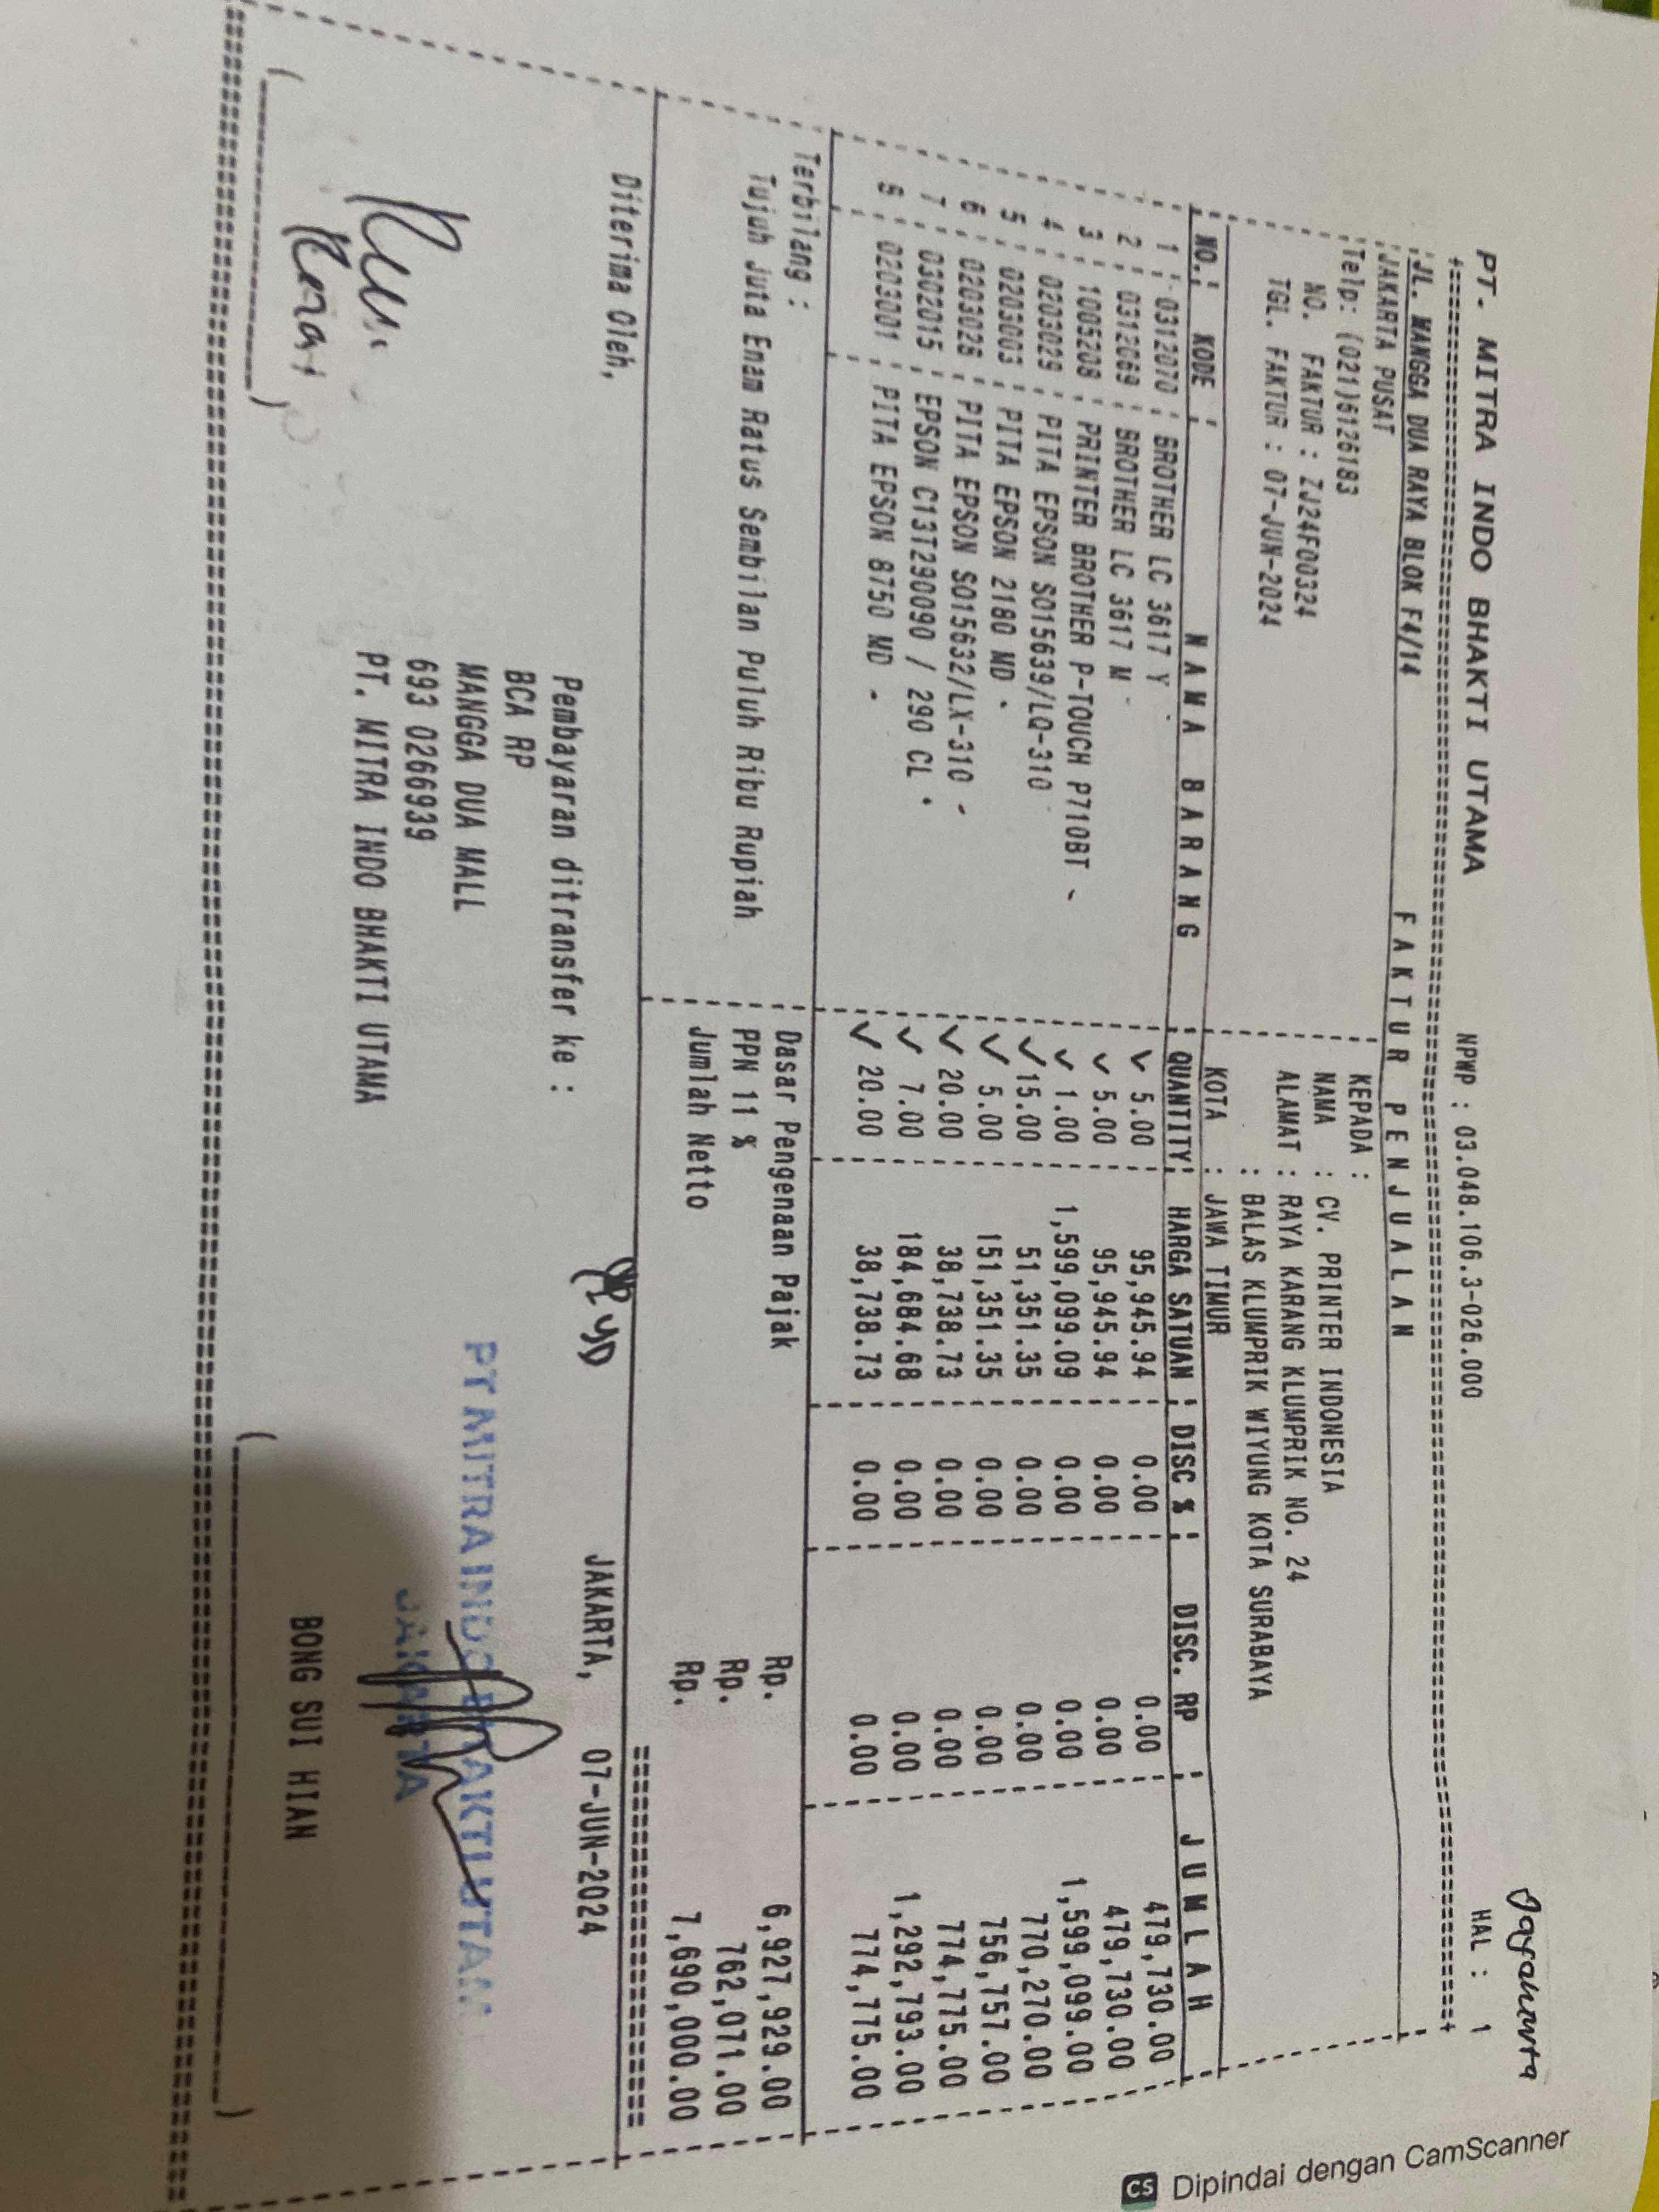 Jayakarta
PT. MITRA INDO BHAKTI UTAMA NPWP : 03.048.106.3-026.000 HAL : 1
JL. MANGGA DUA RAYA BLOK F4/14 F A K T U R P E N J U A L A N
JAKARTA PUSAT KEPADA :
Telp: (021)6126183 NAMA : CV. PRINTER INDONESIA
NO. FAKTUR : ZJ24F00324 ALAMAT : RAYA KARANG KLUMPRIK NO. 24
TGL. FAKTUR : 07-JUN-2024 : BALAS KLUMPRIK WIYUNG KOTA SURABAYA
KOTA : JAWA TIMUR
NO. KODE N A M A B A R A N G QUANTITY HARGA SATUAN DISC % DISC. RP J U M L A H
1 0312070 BROTHER LC 3617 Y ✓ 5.00 95,945.94 0.00 0.00 479,730.00
2 0312069 BROTHER LC 3617 M ✓ 5.00 95,945.94 0.00 0.00 479,730.00
3 1005208 PRINTER BROTHER P-TOUCH P710BT ✓ 1.00 1,599,099.09 0.00 0.00 1,599,099.00
4 0203029 PITA EPSON S015639/LQ-310 ✓ 15.00 51,351.35 0.00 0.00 770,270.00
5 0203003 PITA EPSON 2180 MD ✓ 5.00 151,351.35 0.00 0.00 756,757.00
6 0203028 PITA EPSON S015632/LX-310 ✓ 20.00 38,738.73 0.00 0.00 774,775.00
7 0302015 EPSON C13T290090 / 290 CL ✓ 7.00 184,684.68 0.00 0.00 1,292,793.00
8 0203001 PITA EPSON 8750 MD ✓ 20.00 38,738.73 0.00 0.00 774,775.00
Terbilang : Dasar Pengenaan Pajak Rp. 6,927,929.00
Tujuh Juta Enam Ratus Sembilan Puluh Ribu Rupiah PPN 11 % Rp. 762,071.00
Jumlah Netto Rp. 7,690,000.00
Diterima Oleh, JAKARTA, 07-JUN-2024
Pembayaran ditransfer ke :
BCA RP
MANGGA DUA MALL
693 0266939
PT. MITRA INDO BHAKTI UTAMA
PT MITRA INDO BHAKTI UTAMA
JAKARTA
BONG SUI HIAN
CS Dipindai dengan CamScanner